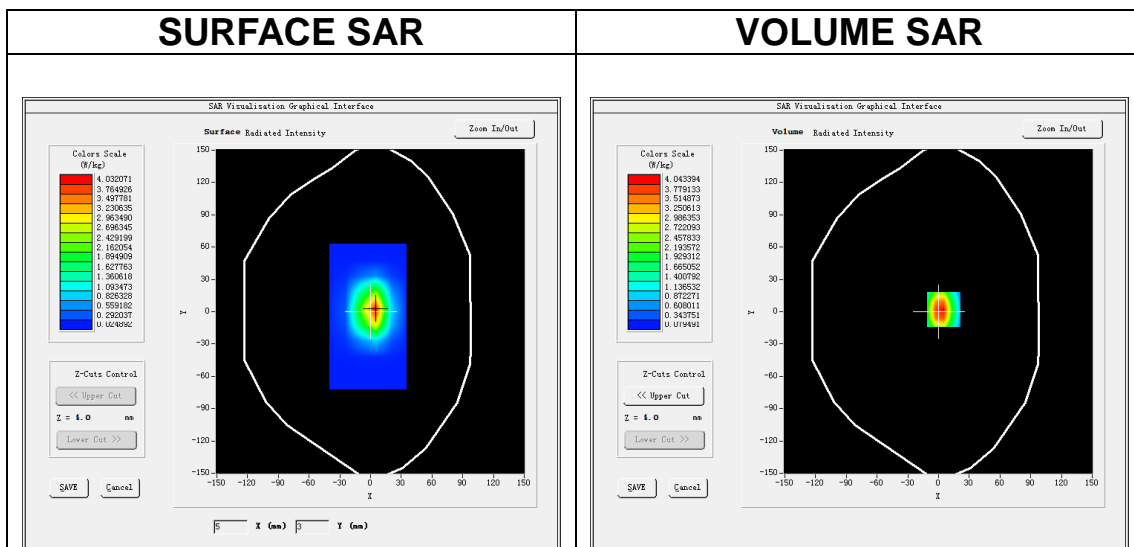 SURFACE SAR
VOLUME SAR
SAR Visualisation Graphical Interface
Surface Radiated Intensity
Zoom In/Out
Colors Scale
(W/kg)
4.032071
3.764926
3.497781
3.230635
2.963490
2.696345
2.429199
2.162054
1.894909
1.627763
1.360618
1.093473
0.826328
0.559182
0.292037
0.024892
150
120
90
60
30
0
-30
-60
-90
-120
-150
Y
-150 -120 -90 -60 -30 0 30 60 90 120 150
X
Z-Cuts Control
<< Upper Cut
Z = 4.0 mm
Lower Cut >>
SAVE Cancel
5 X (mm) 3 Y (mm)
SAR Visualisation Graphical Interface
Volume Radiated Intensity
Zoom In/Out
Colors Scale
(W/kg)
4.043394
3.779133
3.514873
3.250613
2.986353
2.722093
2.457833
2.193572
1.929312
1.665052
1.400792
1.136532
0.872271
0.608011
0.343751
0.079491
150
120
90
60
30
0
-30
-60
-90
-120
-150
Y
-150 -120 -90 -60 -30 0 30 60 90 120 150
X
Z-Cuts Control
<< Upper Cut
Z = 4.0 mm
Lower Cut >>
SAVE Cancel